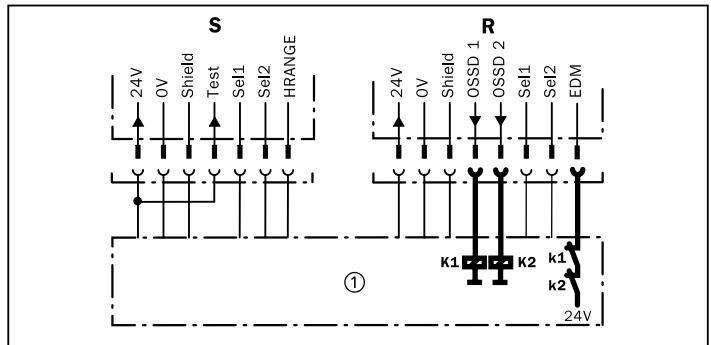 S
R
24V
0V
Shield
Test
Sel1
Sel2
HRANGE
24V
0V
Shield
OSSD 1
OSSD 2
Sel1
Sel2
EDM
K1
K2
k1
k2
①
24V